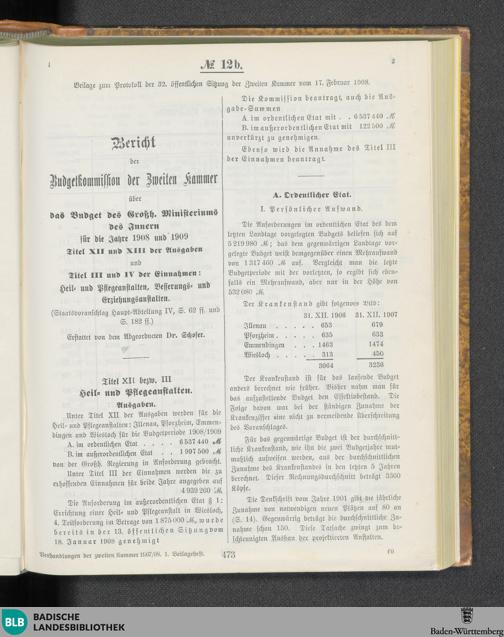 1
№ 12b.
2
Beilage zum Protokoll der 32. öffentlichen Sitzung der Zweiten Kammer vom 17. Februar 1908.
Bericht
der
Budgetkommission der Zweiten Kammer
über
das Budget des Großh. Ministeriums
des Innern
für die Jahre 1908 und 1909
Titel XII und XIII der Ausgaben
und
Titel III und IV der Einnahmen:
Heil- und Pflegeanstalten, Besserungs- und
Erziehungsanstalten.
(Staatsvoranschlag Haupt-Abteilung IV, S. 62 ff. und
S. 182 ff.)
Erstattet von dem Abgeordneten Dr. Schofer.
Titel XII bezw. III
Heil- und Pflegeanstalten.
Ausgaben.
Unter Titel XII der Ausgaben werden für die
Heil- und Pflegeanstalten: Illenau, Pforzheim, Emmen-
dingen und Wiesloch für die Budgetperiode 1908/1909
A. im ordentlichen Etat . . . . 6 537 440 ℳ
B. im außerordentlichen Etat 1 997 500 ℳ
von der Großh. Regierung in Anforderung gebracht.
Unter Titel III der Einnahmen werden die zu
erhoffenden Einnahmen für beide Jahre angegeben auf
4 939 260 ℳ
Die Anforderung im außerordentlichen Etat § 1:
Errichtung einer Heil- und Pflegeanstalt in Wiesloch,
4. Teilforderung im Betrage von 1 875 000 ℳ, wurde
bereits in der 13. öffentlichen Sitzung vom
18. Januar 1908 genehmigt
Die Kommission beantragt, auch die Aus-
gabe-Summen
A. im ordentlichen Etat mit . . 6 537 440 ℳ
B. im außerordentlichen Etat mit 122 500 ℳ
unverkürzt zu genehmigen.
Ebenso wird die Annahme des Titel III
der Einnahmen beantragt.
A. Ordentlicher Etat.
I. Persönlicher Aufwand.
Die Anforderungen im ordentlichen Etat des dem
letzten Landtage vorgelegten Budgets beliefen sich auf
5 219 980 ℳ; das dem gegenwärtigen Landtage vor-
gelegte Budget weist demgegenüber einen Mehraufwand
von 1 317 460 ℳ auf. Vergleicht man die letzte
Budgetperiode mit der vorletzten, so ergibt sich eben-
falls ein Mehraufwand, aber nur in der Höhe von
532 080 ℳ
Der Krankenstand gibt folgendes Bild:
31. XII. 1906 31. XII. 1907
Illenau . . . . . . 653 679
Pforzheim . . . . . 635 633
Emmendingen . . . . 1463 1474
Wiesloch . . . . . 313 450
3064 3236
Der Krankenstand ist für das laufende Budget
anders berechnet wie früher. Bisher nahm man für
das aufzustellende Budget den Effektivbestand. Die
Folge davon war bei der ständigen Zunahme der
Krankenziffer eine nicht zu vermeidende Überschreitung
des Voranschlages.
Für das gegenwärtige Budget ist der durchschnitt-
liche Krankenstand, wie ihn die zwei Budgetjahre mut-
maßlich aufweisen werden, aus der durchschnittlichen
Zunahme des Krankenstandes in den letzten 5 Jahren
berechnet. Dieser Rechnungsdurchschnitt beträgt 3360
Köpfe.
Die Denkschrift vom Jahre 1901 gibt die jährliche
Zunahme von notwendigen neuen Plätzen auf 80 an
(S. 14). Gegenwärtig beträgt die durchschnittliche Zu-
nahme schon 150. Diese Tatsache zwingt zum be-
schleunigten Ausbau der projektierten Anstalten.
Verhandlungen der zweiten Kammer 1907/08. 1. Beilagenheft.
473
60
BLB BADISCHE
LANDESBIBLIOTHEK
Baden-Württemberg